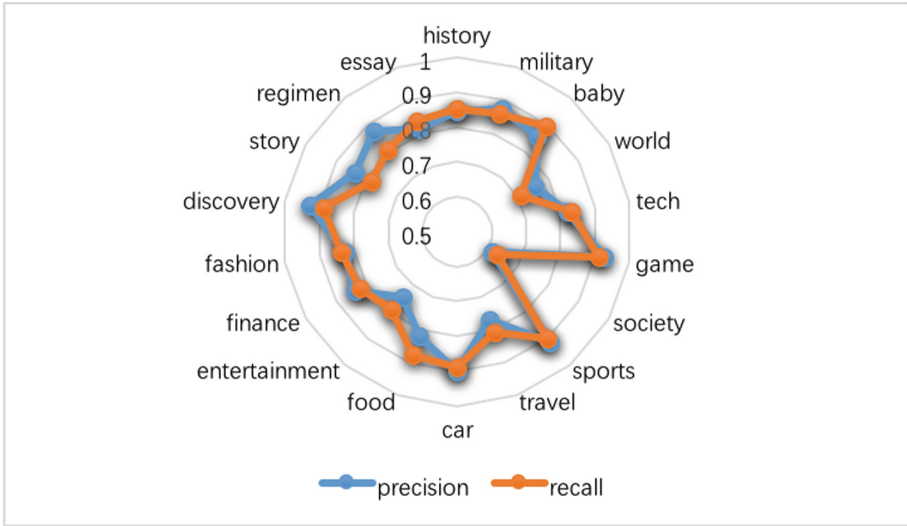 history
essay
1
military
regimen
0.9
baby
story
0.8
world
0.7
discovery
0.6
tech
fashion
0.5
game
finance
society
entertainment
sports
food
travel
car
precision
recall